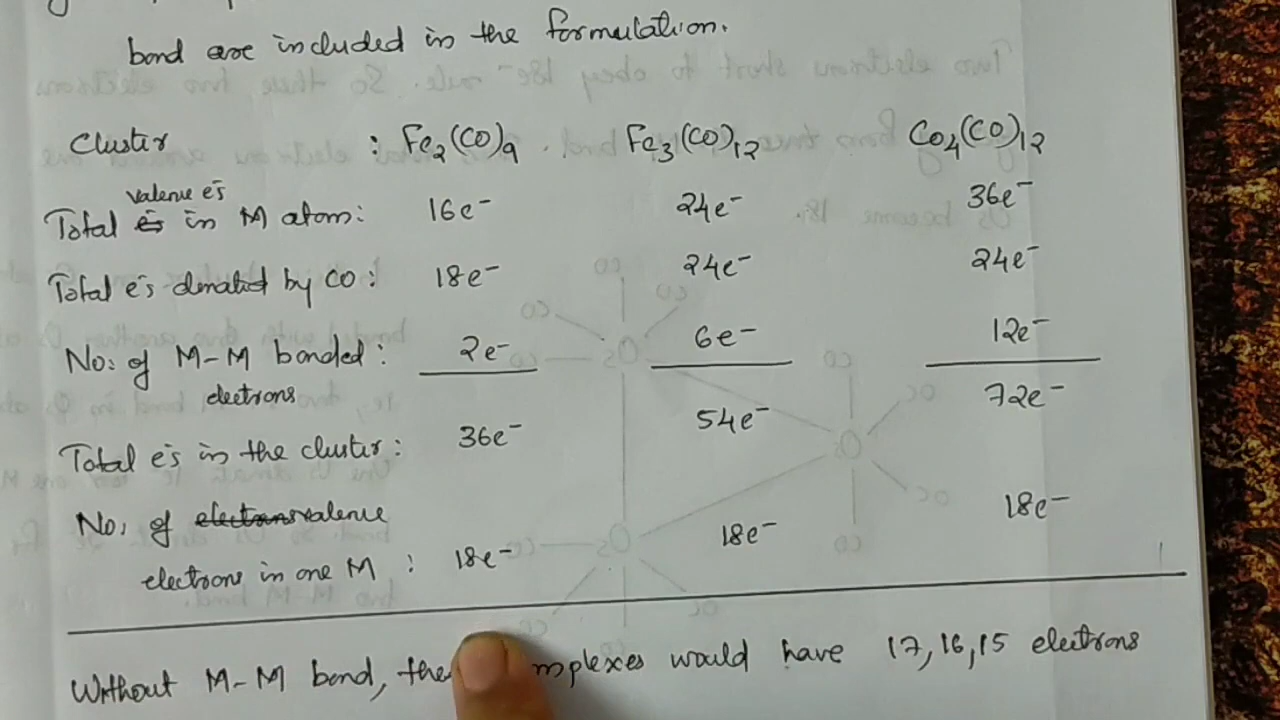 bond are included in the formulation.
Cluster : Fe₂(CO)₉ Fe₃(CO)₁₂ Co₄(CO)₁₂
valence e's
Total in M atom: 16e⁻ 24e⁻ 36e⁻
Total e's donated by CO: 18e⁻ 24e⁻ 24e⁻
No: of M-M bonded: 2e⁻ 6e⁻ 12e⁻
electrons
Total e's in the cluster: 36e⁻ 54e⁻ 72e⁻
No, of valence
electrons in one M : 18e⁻ 18e⁻ 18e⁻
Without M-M bond, would have 17,16,15 electrons